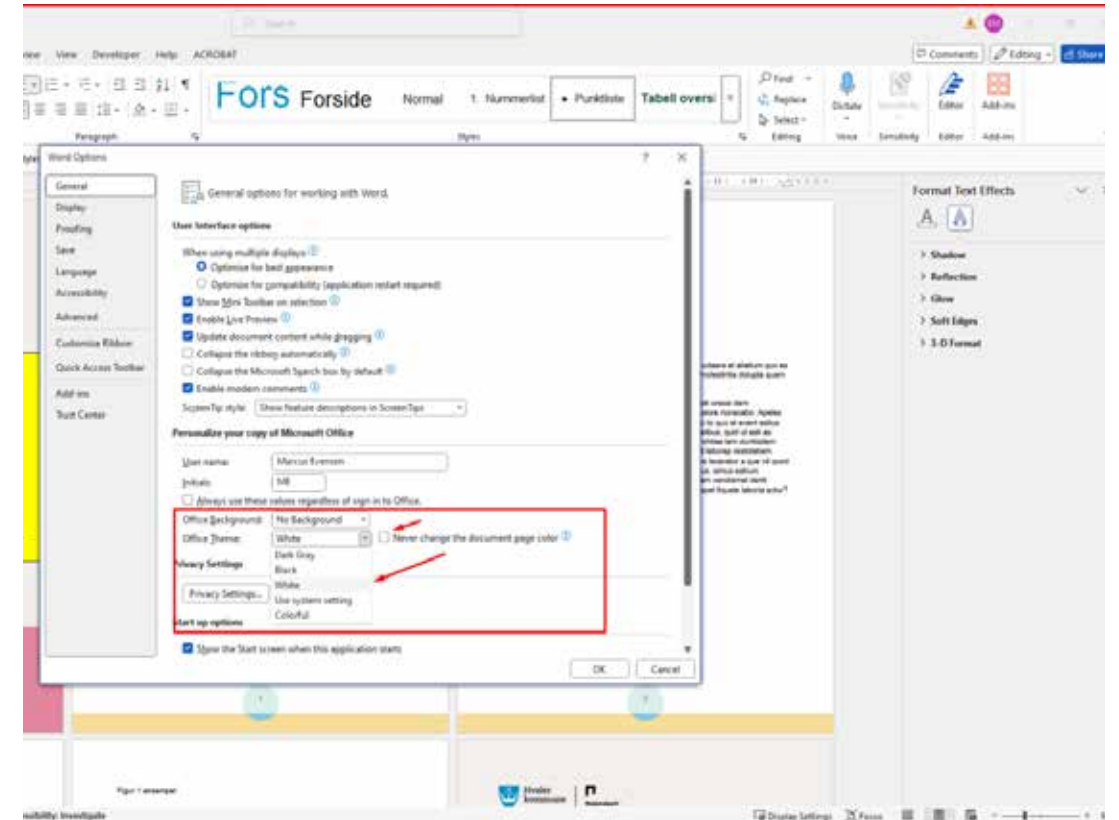 Sign in
View Developer Help ACROBAT
Comments Editing Share
Fors Forside Normal 1. Nummerlist • Punktliste Tabell oversi
Find
Replace
Select
Dictate Sensitivity Editor Add-ins
Paragraph Styles Editing Voice Sensitivity Editor Add-ins
Word Options ? ×
General
Display
Proofing
Save
Language
Accessibility
Advanced
Customize Ribbon
Quick Access Toolbar
Add-ins
Trust Center
General options for working with Word.
User Interface options
When using multiple displays:
Optimize for best appearance
Optimize for compatibility (application restart required)
Show Mini Toolbar on selection
Enable Live Preview
Update document content while dragging
Collapse the ribbon automatically
Collapse the Microsoft Search box by default
Enable modern comments
ScreenTip style: Show feature descriptions in ScreenTips
Personalize your copy of Microsoft Office
User name: Marcus Evensen
Initials:
Always use these values regardless of sign in to Office.
Office Background: No Background
Office Theme: White Never change the document page color
Dark Gray
Black
White
Use system setting
Colorful
Privacy Settings
Privacy Settings...
Start up options
Show the Start screen when this application starts
OK Cancel
Format Text Effects
Shadow
Reflection
Glow
Soft Edges
3-D Format
Figur 1 eksempel
Hvaler
kommune
Investigate
Display Settings Focus